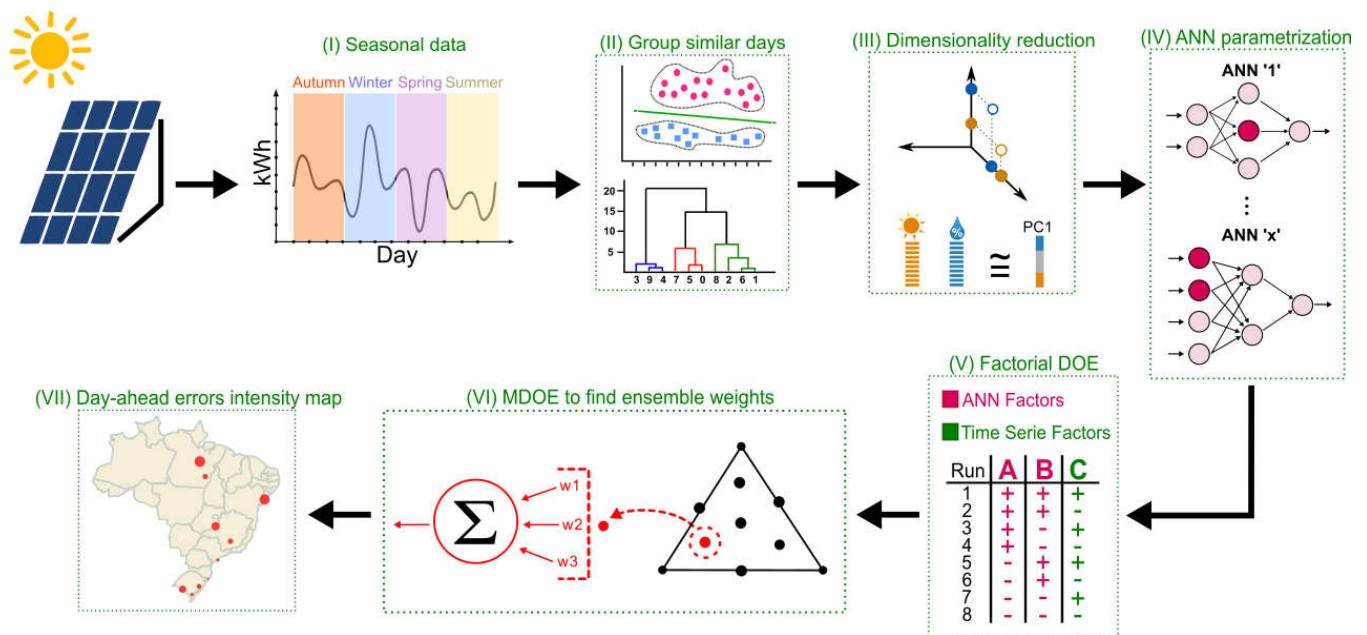 (I) Seasonal data
Autumn Winter Spring Summer
kWh
Day
(II) Group similar days
20
15
10
5
3 9 4 7 5 0 8 2 6 1
(III) Dimensionality reduction
%
≅
PC1
(IV) ANN parametrization
ANN '1'
⋮
ANN 'x'
(V) Factorial DOE
ANN Factors
Time Serie Factors
Run A B C
1 + + +
2 + + -
3 + - +
4 + - -
5 - + +
6 - + -
7 - - +
8 - - -
(VI) MDOE to find ensemble weights
Σ
w1
w2
w3
(VII) Day-ahead errors intensity map